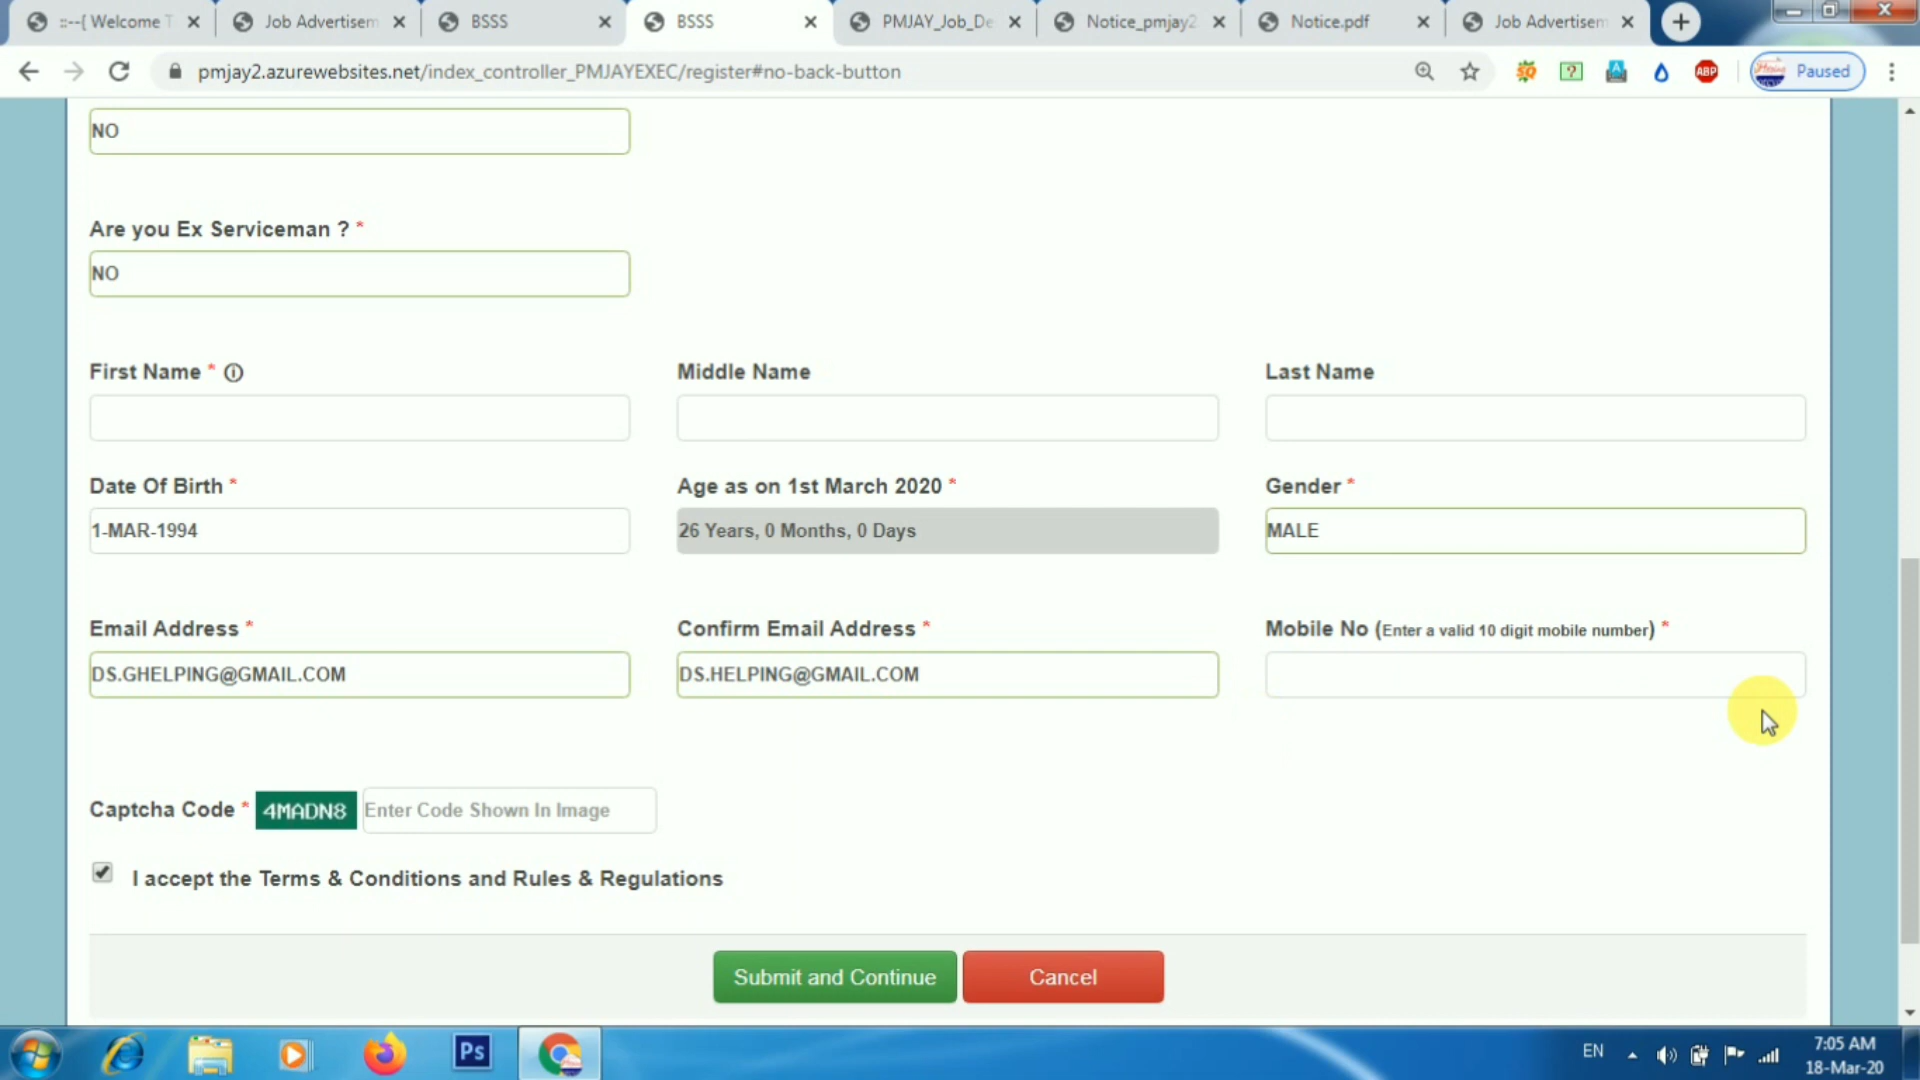 ::--{ Welcome T
Job Advertisem
BSSS
BSSS
PMJAY_Job_De
Notice_pmjay2
Notice.pdf
Job Advertisem
pmjay2.azurewebsites.net/index_controller_PMJAYEXEC/register#no-back-button
ABP
Paused
NO
Are you Ex Serviceman ? *
NO
First Name *
Middle Name
Last Name
Date Of Birth *
Age as on 1st March 2020 *
Gender *
1-MAR-1994
26 Years, 0 Months, 0 Days
MALE
Email Address *
Confirm Email Address *
Mobile No (Enter a valid 10 digit mobile number) *
DS.GHELPING@GMAIL.COM
DS.HELPING@GMAIL.COM
Captcha Code *
4MADN8
Enter Code Shown In Image
I accept the Terms & Conditions and Rules & Regulations
Submit and Continue
Cancel
Ps
EN
7:05 AM
18-Mar-20